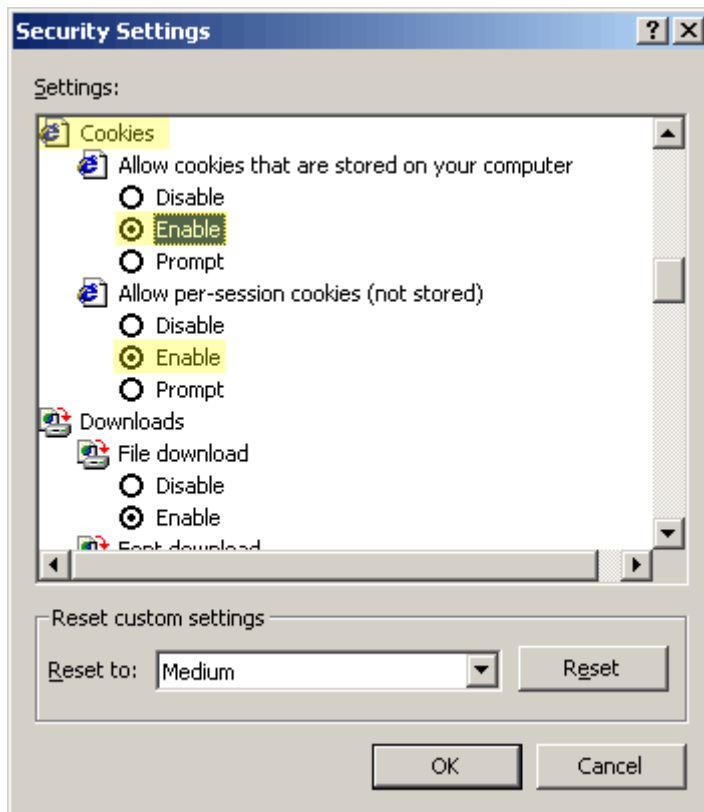 Security Settings
Settings:
Cookies
Allow cookies that are stored on your computer
Disable
Enable
Prompt
Allow per-session cookies (not stored)
Disable
Enable
Prompt
Downloads
File download
Disable
Enable
Font download
Reset custom settings
Reset to: Medium Reset
OK Cancel